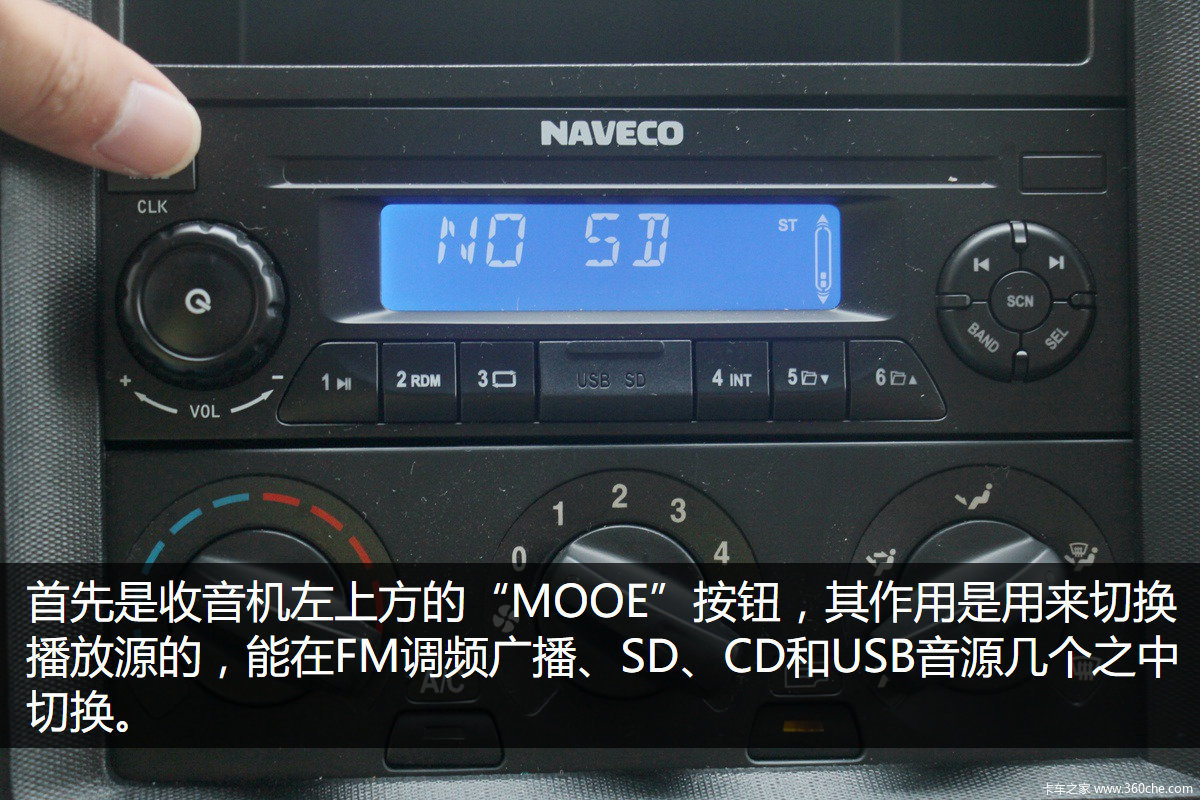 NAVECO
CLK
NO SD ST
SCN
BAND SEL
+ − VOL
1 2 RDM 3 USB SD 4 INT 5 6
0 1 2 3 4
首先是收音机左上方的“MOOE”按钮，其作用是用来切换
播放源的，能在FM调频广播、SD、CD和USB音源几个之中
切换。
A/C
卡车之家 www.360che.com